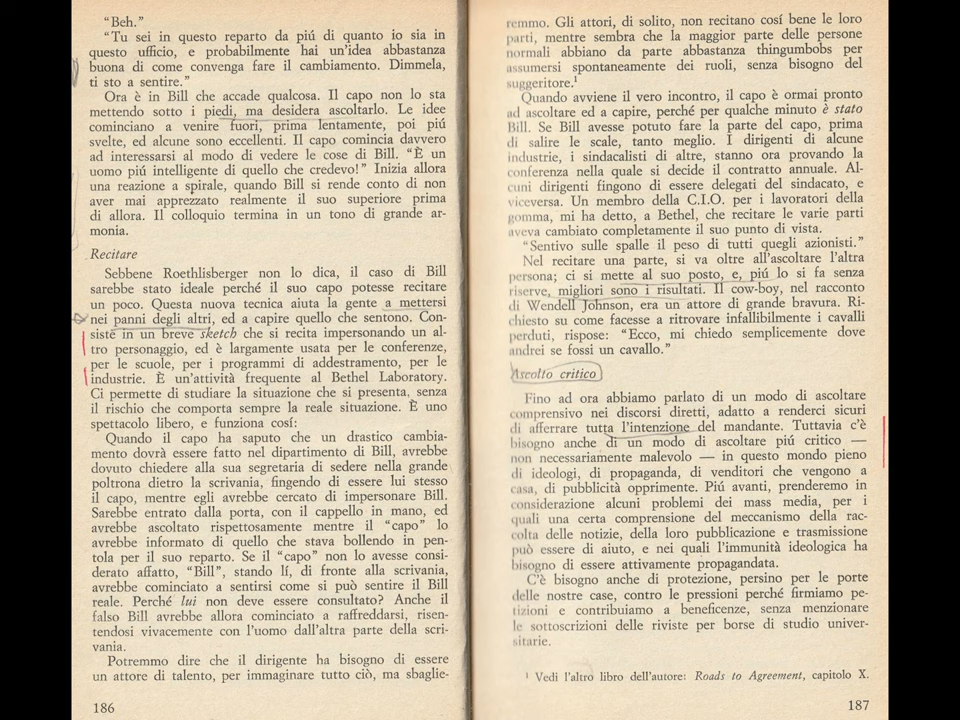 “Beh.”
“Tu sei in questo reparto da piú di quanto io sia in
questo ufficio, e probabilmente hai un'idea abbastanza
buona di come convenga fare il cambiamento. Dimmela,
ti sto a sentire.”
Ora è in Bill che accade qualcosa. Il capo non lo sta
mettendo sotto i piedi, ma desidera ascoltarlo. Le idee
cominciano a venire fuori, prima lentamente, poi piú
svelte, ed alcune sono eccellenti. Il capo comincia davvero
ad interessarsi al modo di vedere le cose di Bill. “È un
uomo piú intelligente di quello che credevo!” Inizia allora
una reazione a spirale, quando Bill si rende conto di non
aver mai apprezzato realmente il suo superiore prima
di allora. Il colloquio termina in un tono di grande ar-
monia.
Recitare
Sebbene Roethlisberger non lo dica, il caso di Bill
sarebbe stato ideale perché il suo capo potesse recitare
un poco. Questa nuova tecnica aiuta la gente a mettersi
nei panni degli altri, ed a capire quello che sentono. Con-
siste in un breve sketch che si recita impersonando un al-
tro personaggio, ed è largamente usata per le conferenze,
per le scuole, per i programmi di addestramento, per le
industrie. È un'attività frequente al Bethel Laboratory.
Ci permette di studiare la situazione che si presenta, senza
il rischio che comporta sempre la reale situazione. È uno
spettacolo libero, e funziona cosí:
Quando il capo ha saputo che un drastico cambia-
mento dovrà essere fatto nel dipartimento di Bill, avrebbe
dovuto chiedere alla sua segretaria di sedere nella grande
poltrona dietro la scrivania, fingendo di essere lui stesso
il capo, mentre egli avrebbe cercato di impersonare Bill.
Sarebbe entrato dalla porta, con il cappello in mano, ed
avrebbe ascoltato rispettosamente mentre il “capo” lo
avrebbe informato di quello che stava bollendo in pen-
tola per il suo reparto. Se il “capo” non lo avesse consi-
derato affatto, “Bill”, stando lí, di fronte alla scrivania,
avrebbe cominciato a sentirsi come si può sentire il Bill
reale. Perché lui non deve essere consultato? Anche il
falso Bill avrebbe allora cominciato a raffreddarsi, risen-
tendosi vivacemente con l'uomo dall'altra parte della scri-
vania.
Potremmo dire che il dirigente ha bisogno di essere
un attore di talento, per immaginare tutto ciò, ma sbaglie-
186
remmo. Gli attori, di solito, non recitano cosí bene le loro
parti, mentre sembra che la maggior parte delle persone
normali abbiano da parte abbastanza thingumbobs per
assumersi spontaneamente dei ruoli, senza bisogno del
suggeritore.¹
Quando avviene il vero incontro, il capo è ormai pronto
ad ascoltare ed a capire, perché per qualche minuto è stato
Bill. Se Bill avesse potuto fare la parte del capo, prima
di salire le scale, tanto meglio. I dirigenti di alcune
industrie, i sindacalisti di altre, stanno ora provando la
conferenza nella quale si decide il contratto annuale. Al-
cuni dirigenti fingono di essere delegati del sindacato, e
viceversa. Un membro della C.I.O. per i lavoratori della
gomma, mi ha detto, a Bethel, che recitare le varie parti
aveva cambiato completamente il suo punto di vista.
“Sentivo sulle spalle il peso di tutti quegli azionisti.”
Nel recitare una parte, si va oltre all'ascoltare l'altra
persona; ci si mette al suo posto, e, piú lo si fa senza
riserve, migliori sono i risultati. Il cow-boy, nel racconto
di Wendell Johnson, era un attore di grande bravura. Ri-
chiesto su come facesse a ritrovare infallibilmente i cavalli
perduti, rispose: “Ecco, mi chiedo semplicemente dove
andrei se fossi un cavallo.”
Ascolto critico
Fino ad ora abbiamo parlato di un modo di ascoltare
comprensivo nei discorsi diretti, adatto a renderci sicuri
di afferrare tutta l'intenzione del mandante. Tuttavia c'è
bisogno anche di un modo di ascoltare piú critico —
non necessariamente malevolo — in questo mondo pieno
di ideologi, di propaganda, di venditori che vengono a
casa, di pubblicità opprimente. Piú avanti, prenderemo in
considerazione alcuni problemi dei mass media, per i
quali una certa comprensione del meccanismo della rac-
colta delle notizie, della loro pubblicazione e trasmissione
può essere di aiuto, e nei quali l'immunità ideologica ha
bisogno di essere attivamente propagandata.
C'è bisogno anche di protezione, persino per le porte
delle nostre case, contro le pressioni perché firmiamo pe-
tizioni e contribuiamo a beneficenze, senza menzionare
le sottoscrizioni delle riviste per borse di studio univer-
sitarie.
¹ Vedi l'altro libro dell'autore: Roads to Agreement, capitolo X.
187